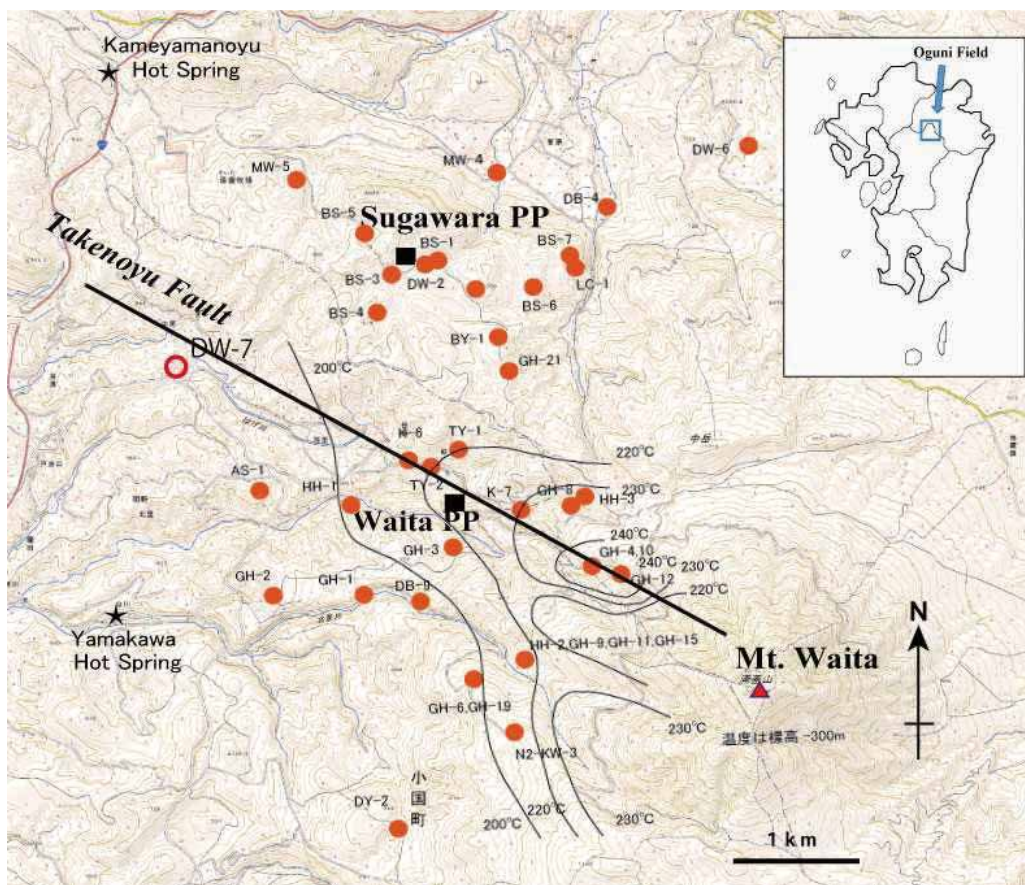 Kameyamanoyu
Hot Spring
Oguni Field
DW-6
MW-4
MW-5
DB-4
BS-5
Sugawara PP
BS-1
BS-7
BS-3
DW-2
LC-1
BS-6
BS-4
Takenoyu Fault
BY-1
DW-7
GH-21
200℃
中岳
TY-1
220℃
AS-1
HH-1
TY-2
K-7
GH-8
230℃
HH-3
Waita PP
240℃
GH-3
GH-4,10
240℃
230℃
GH-12
220℃
GH-2
GH-1
DB-9
N
Yamakawa
Hot Spring
HH-2,GH-9,GH-11,GH-15
Mt. Waita
GH-6,GH-19
230℃
温度は標高 -300m
N2-KW-3
小国町
DY-2
200℃
220℃
230℃
1 km